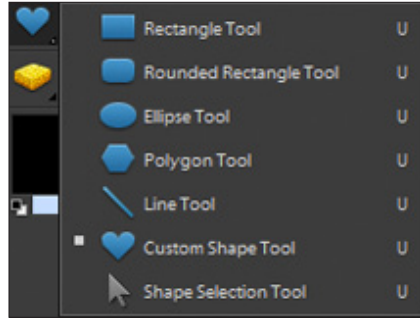 Rectangle Tool U
Rounded Rectangle Tool U
Ellipse Tool U
Polygon Tool U
Line Tool U
Custom Shape Tool U
Shape Selection Tool U